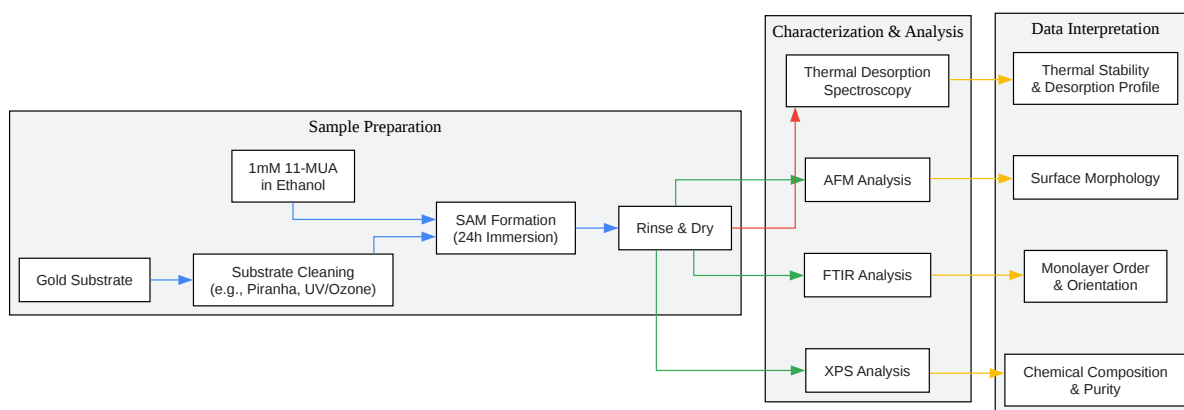 Sample Preparation
1mM 11-MUA
in Ethanol
Gold Substrate
Substrate Cleaning
(e.g., Piranha, UV/Ozone)
SAM Formation
(24h Immersion)
Rinse & Dry
Characterization & Analysis
Thermal Desorption
Spectroscopy
AFM Analysis
FTIR Analysis
XPS Analysis
Data Interpretation
Thermal Stability
& Desorption Profile
Surface Morphology
Monolayer Order
& Orientation
Chemical Composition
& Purity